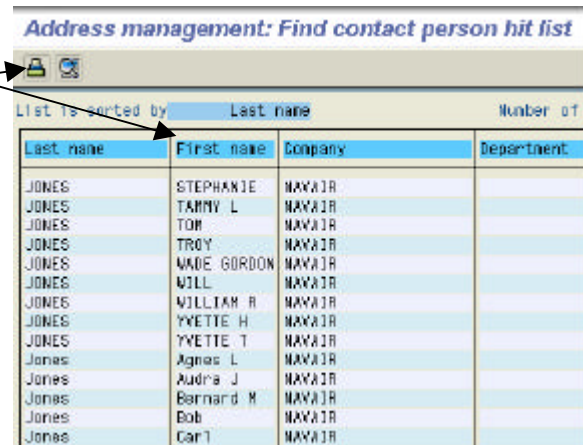 Address management: Find contact person hit list
List is sorted by Last name Number of
Last name First name Company Department
JONES STEPHANIE NAVAIR
JONES TAMMY L NAVAIR
JONES TOM NAVAIR
JONES TROY NAVAIR
JONES WADE GORDON NAVAIR
JONES WILL NAVAIR
JONES WILLIAM R NAVAIR
JONES YVETTE H NAVAIR
JONES YVETTE T NAVAIR
Jones Agnes L NAVAIR
Jones Audra J NAVAIR
Jones Bernard M NAVAIR
Jones Bob NAVAIR
Jones Carl NAVAIR